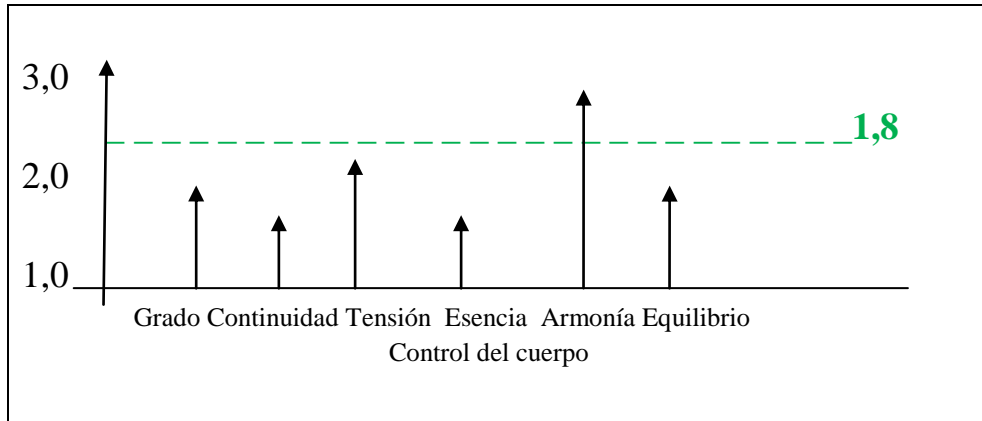 3,0
1,8
2,0
1,0
Grado Continuidad Tensión Esencia Armonía Equilibrio
Control del cuerpo